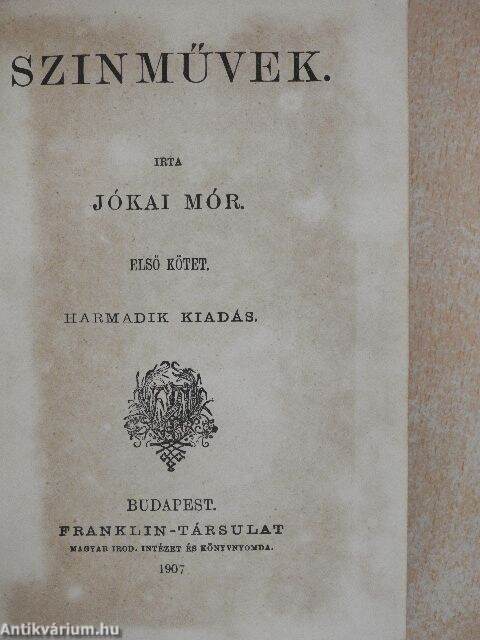 SZINMŰVEK.
IRTA
JÓKAI MÓR.
ELSŐ KÖTET.
HARMADIK KIADÁS.
BUDAPEST.
FRANKLIN-TÁRSULAT
MAGYAR IROD. INTÉZET ÉS KÖNYVNYOMDA.
1907
Antikvárium.hu